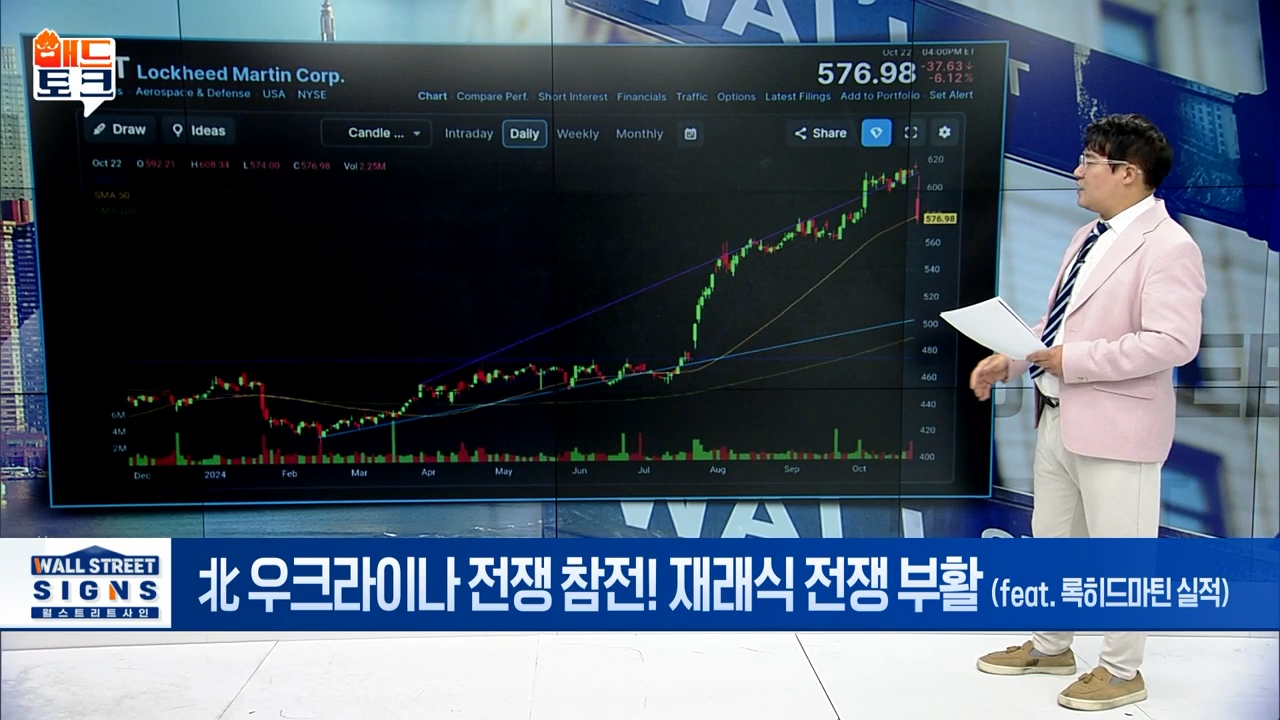 매드
토크
Lockheed Martin Corp.
Aerospace & Defense · USA · NYSE
Oct 22 · 04:00PM ET
576.98
-37.63↓
-6.12%
Chart · Compare Perf. · Short Interest · Financials · Traffic · Options · Latest Filings · Add to Portfolio · Set Alert
Draw
Ideas
Candle ...
Intraday
Daily
Weekly
Monthly
Share
Oct 22 O 592.21 H 608.34 L 574.00 C 576.98 Vol 2.25M
SMA 50
620
600
576.98
560
540
520
500
480
460
440
420
400
6M
4M
2M
Dec 2024 Feb Mar Apr May Jun Jul Aug Sep Oct
WALL ST
WALL
WALL STREET
SIGNS
월스트리트사인
北 우크라이나 전쟁 참전! 재래식 전쟁 부활 (feat. 록히드마틴 실적)